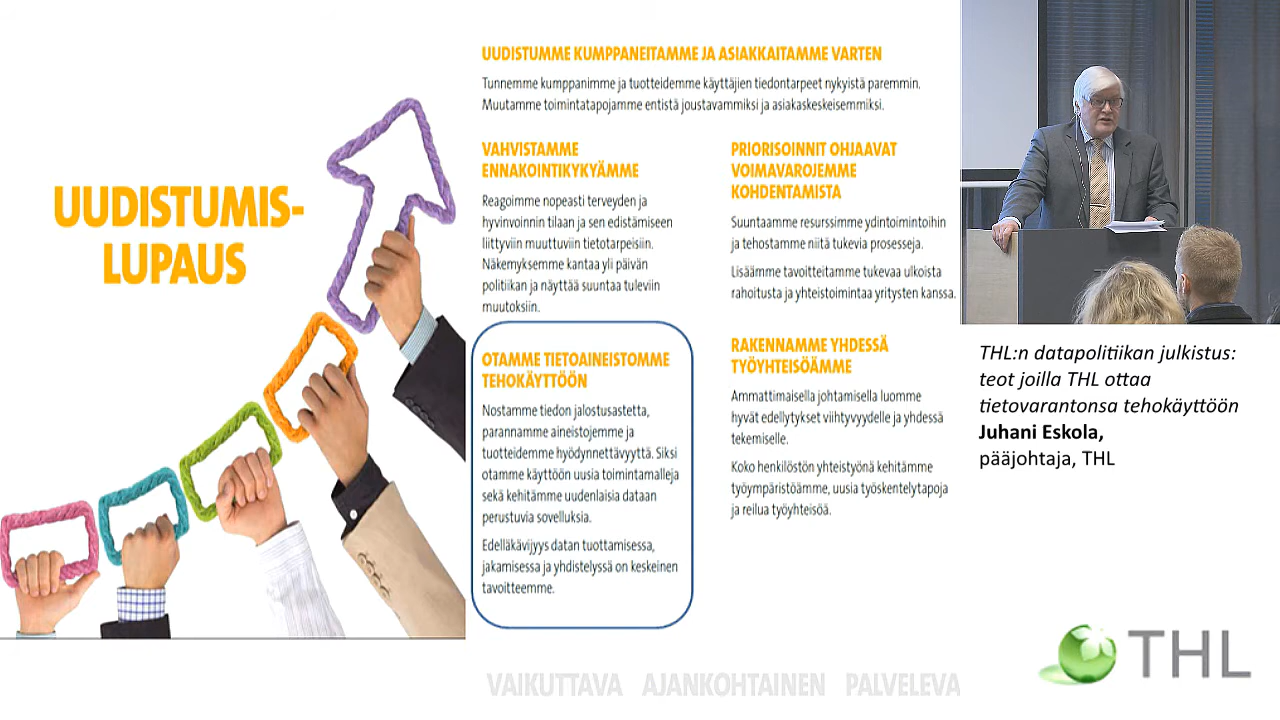 UUDISTUMIS-
LUPAUS
UUDISTUMME KUMPPANEITAMME JA ASIAKKAITAMME VARTEN
Tunnemme kumppanimme ja tuotteidemme käyttäjien tiedontarpeet nykyistä paremmin.
Muutamme toimintatapojamme entistä joustavammiksi ja asiakaskeskeisemmiksi.
VAHVISTAMME
ENNAKOINTIKYKYÄMME
Reagoimme nopeasti terveyden ja
hyvinvoinnin tilaan ja sen edistämiseen
liittyviin muuttuviin tietotarpeisiin.
Näkemyksemme kantaa yli päivän
politiikan ja näyttää suuntaa tuleviin
muutoksiin.
OTAMME TIETOAINEISTOMME
TEHOKÄYTTÖÖN
Nostamme tiedon jalostusastetta,
parannamme aineistojemme ja
tuotteidemme hyödynnettävyyttä. Siksi
otamme käyttöön uusia toimintamalleja
sekä kehitämme uudenlaisia dataan
perustuvia sovelluksia.
Edelläkävijyys datan tuottamisessa,
jakamisessa ja yhdistelyssä on keskeinen
tavoitteemme.
PRIORISOINNIT OHJAAVAT
VOIMAVAROJEMME
KOHDENTAMISTA
Suuntaamme resurssimme ydintoimintoihin
ja tehostamme niitä tukevia prosesseja.
Lisäämme tavoitteitamme tukevaa ulkoista
rahoitusta ja yhteistoimintaa yritysten kanssa.
RAKENNAMME YHDESSÄ
TYÖYHTEISÖÄMME
Ammattimaisella johtamisella luomme
hyvät edellytykset viihtyvyydelle ja yhdessä
tekemiselle.
Koko henkilöstön yhteistyönä kehitämme
työympäristöämme, uusia työskentelytapoja
ja reilua työyhteisöä.
VAIKUTTAVA AJANKOHTAINEN PALVELEVA
THL:n datapolitiikan julkistus:
teot joilla THL ottaa
tietovarantonsa tehokäyttöön
Juhani Eskola,
pääjohtaja, THL
THL